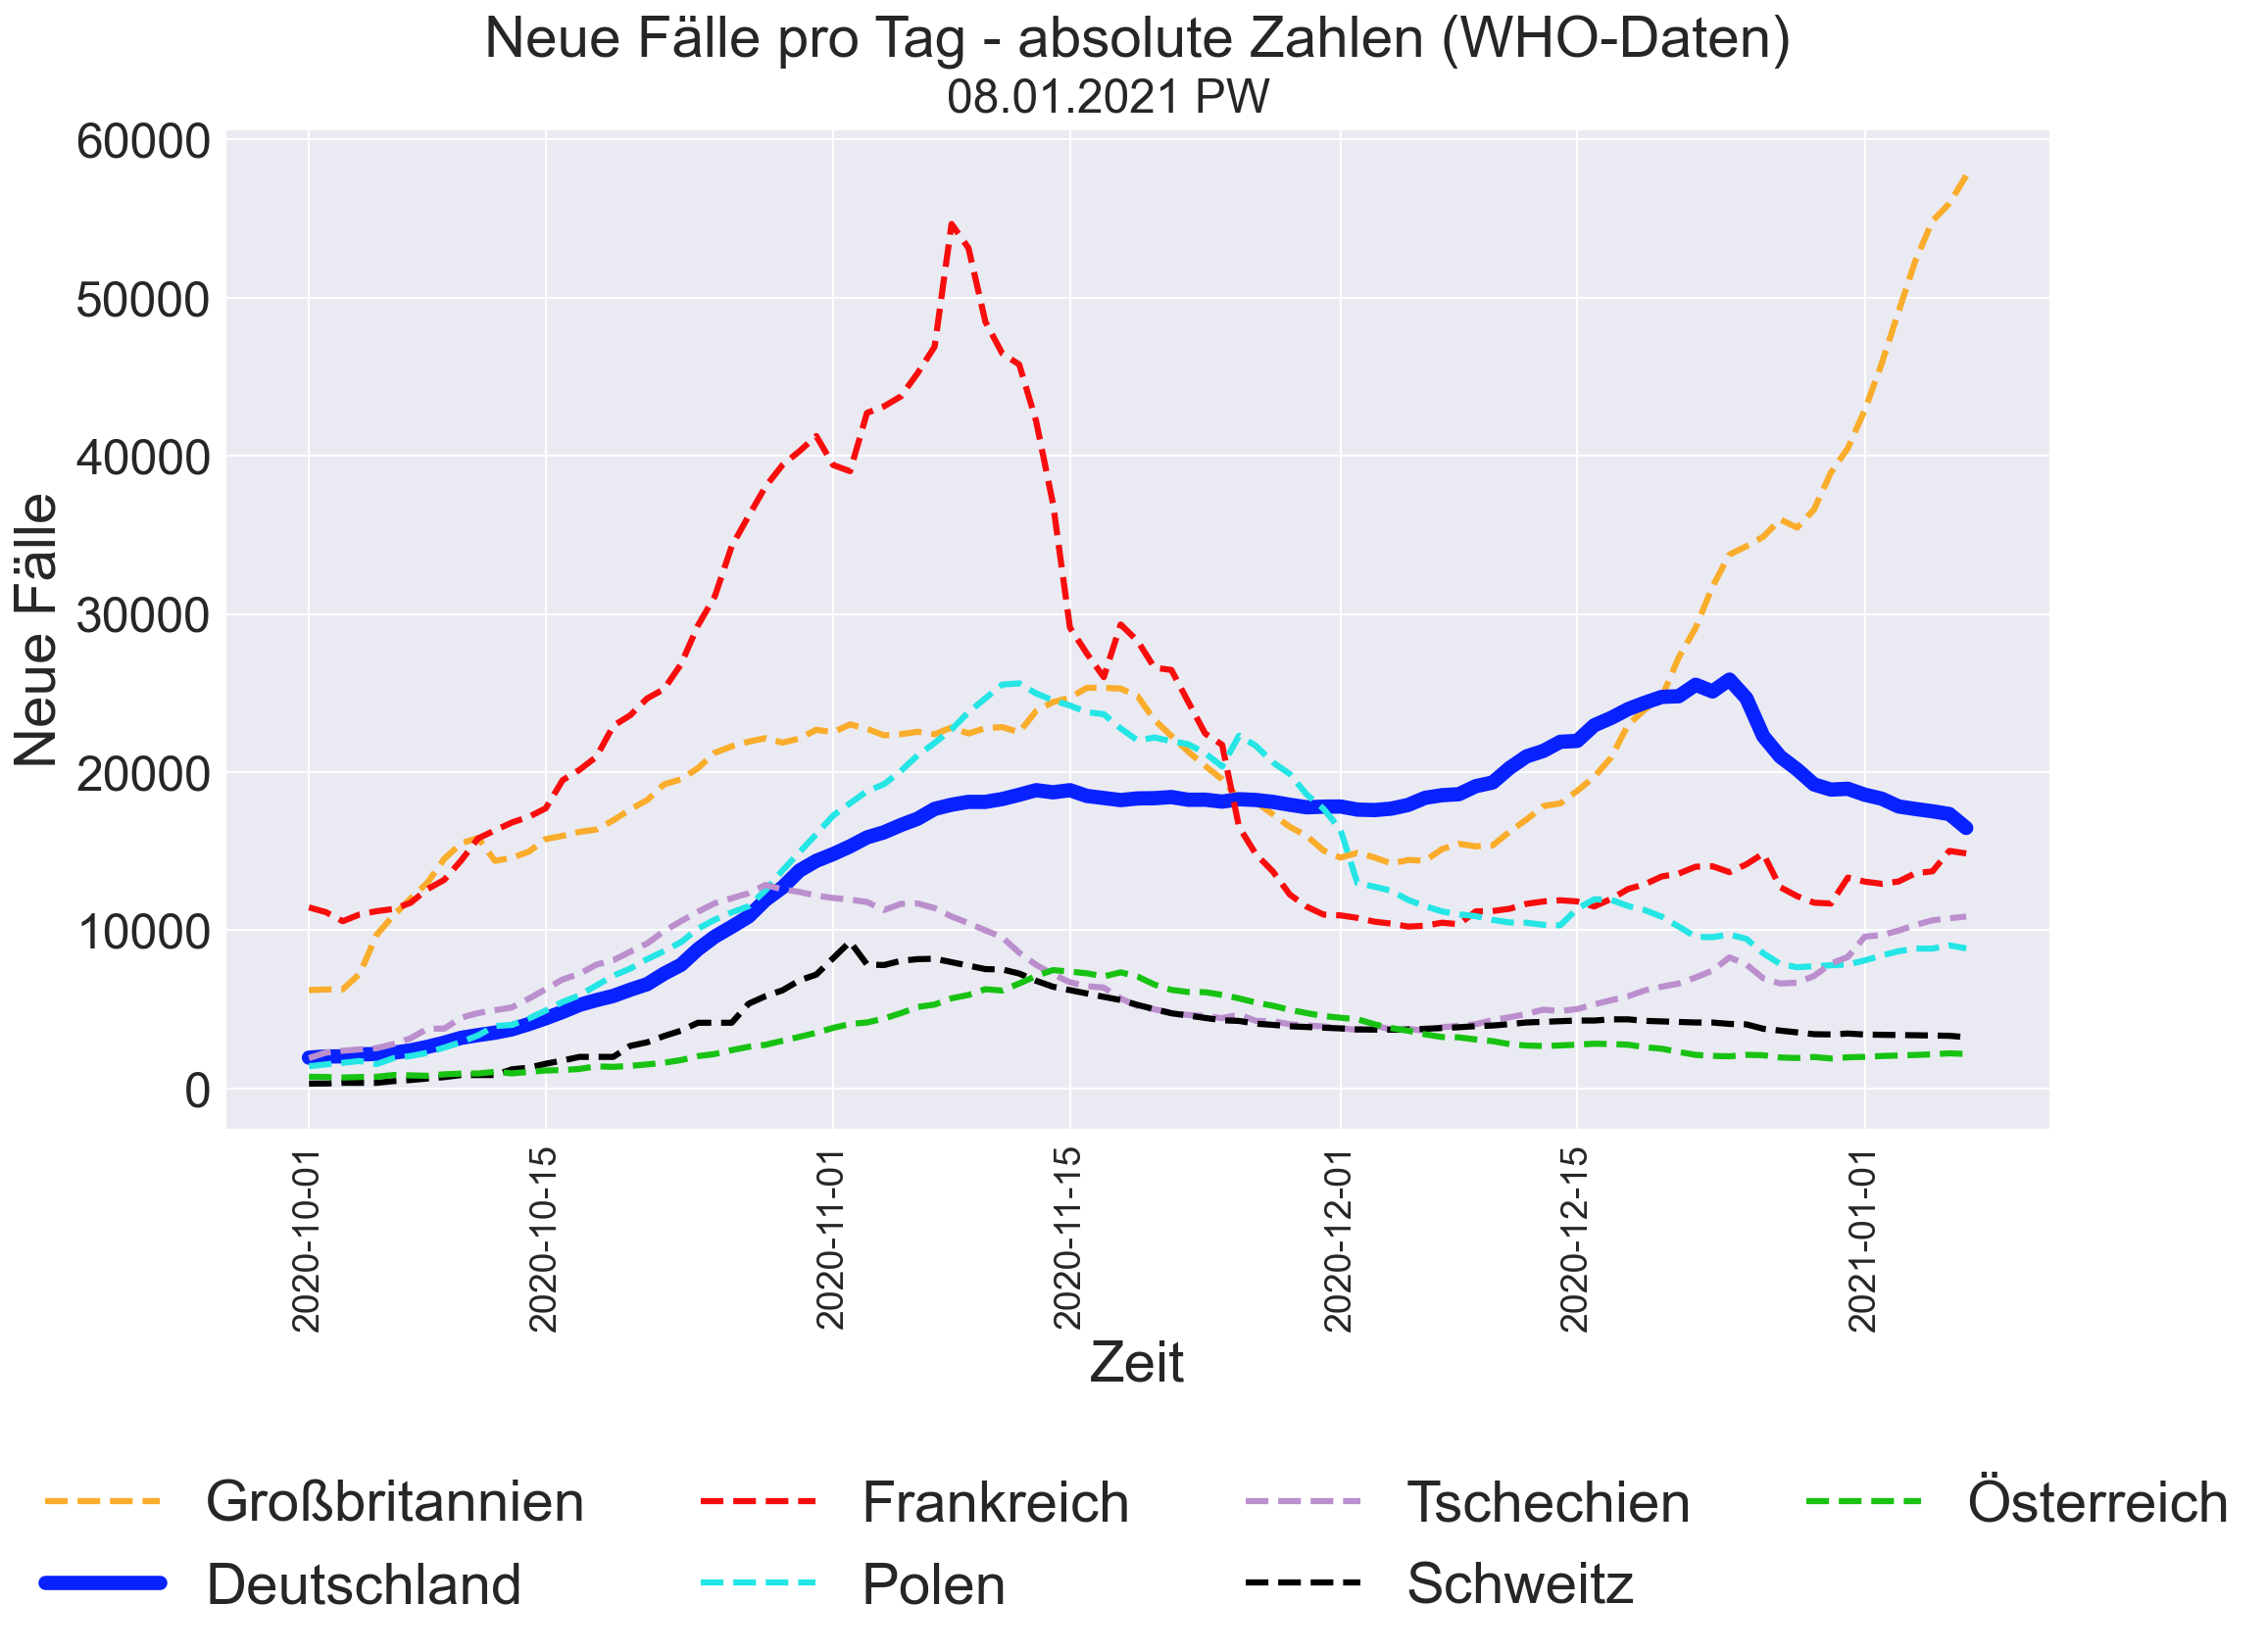 Neue Fälle pro Tag - absolute Zahlen (WHO-Daten)
08.01.2021 PW
60000
50000
40000
30000
20000
10000
0
Neue Fälle
2020-10-01
2020-10-15
2020-11-01
2020-11-15
2020-12-01
2020-12-15
2021-01-01
Zeit
Großbritannien
Frankreich
Tschechien
Österreich
Deutschland
Polen
Schweitz